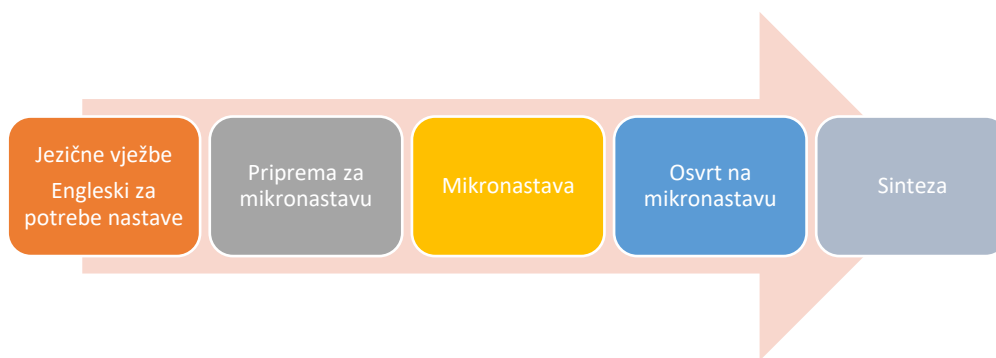 Jezične vježbe
Engleski za
potrebe nastave
Priprema za
mikronastavu
Mikronastava
Osvrt na
mikronastavu
Sinteza